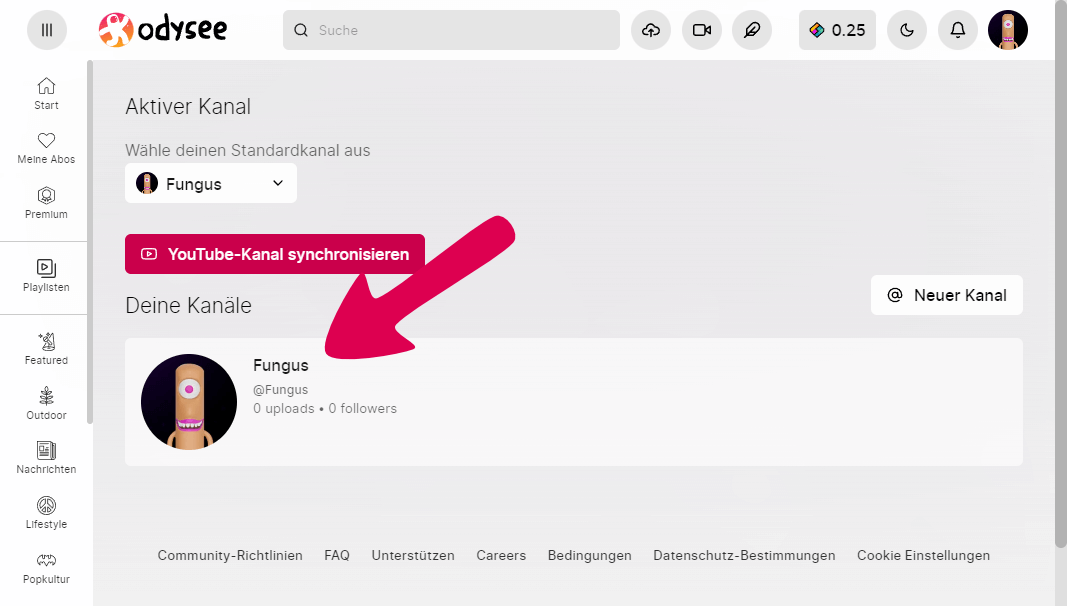 odysee
Suche
0.25
Start
Meine Abos
Premium
Playlisten
Featured
Outdoor
Nachrichten
Lifestyle
Popkultur
Aktiver Kanal
Wähle deinen Standardkanal aus
Fungus
YouTube-Kanal synchronisieren
Deine Kanäle
Neuer Kanal
Fungus
@Fungus
0 uploads • 0 followers
Community-Richtlinien FAQ Unterstützen Careers Bedingungen Datenschutz-Bestimmungen Cookie Einstellungen